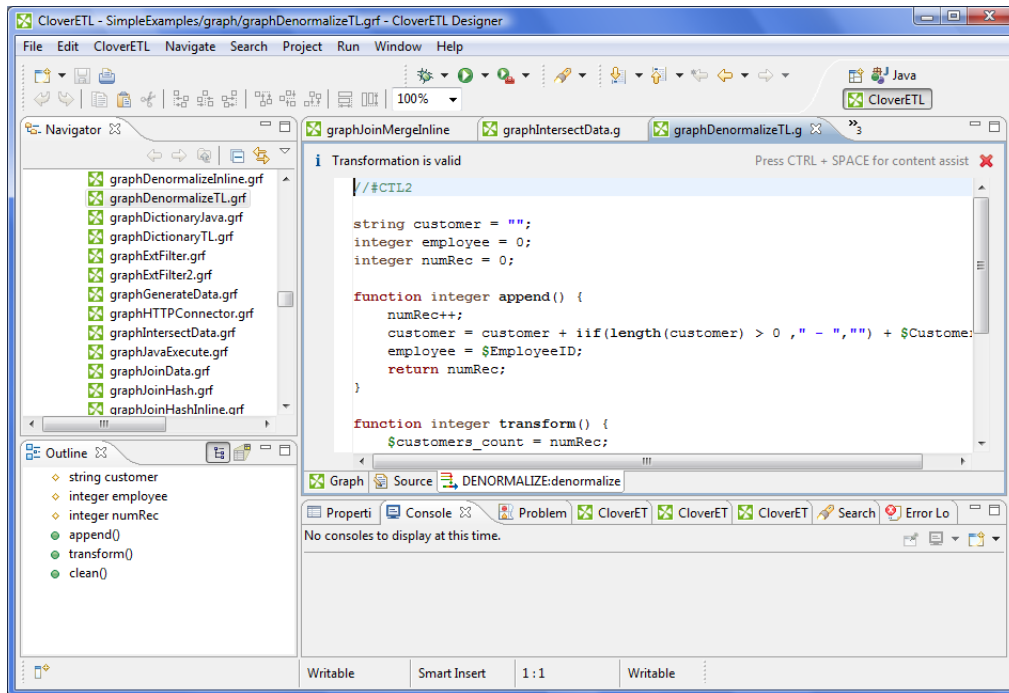 CloverETL - SimpleExamples/graph/graphDenormalizeTL.grf - CloverETL Designer
File Edit CloverETL Navigate Search Project Run Window Help
Java
100%
CloverETL
Navigator
graphDenormalizeInline.grf
graphDenormalizeTL.grf
graphDictionaryJava.grf
graphDictionaryTL.grf
graphExtFilter.grf
graphExtFilter2.grf
graphGenerateData.grf
graphHTTPConnector.grf
graphIntersectData.grf
graphJavaExecute.grf
graphJoinData.grf
graphJoinHash.grf
graphJoinHashInline.grf
Outline
string customer
integer employee
integer numRec
append()
transform()
clean()
graphJoinMergeInline graphIntersectData.g graphDenormalizeTL.g »3
i Transformation is valid Press CTRL + SPACE for content assist
//#CTL2
string customer = "";
integer employee = 0;
integer numRec = 0;
function integer append() {
numRec++;
customer = customer + iif(length(customer) > 0 ," - ","") + $Custome
employee = $EmployeeID;
return numRec;
}
function integer transform() {
$customers_count = numRec;
Graph Source DENORMALIZE:denormalize
Properti Console Problem CloverET CloverET CloverET Search Error Lo
No consoles to display at this time.
Writable Smart Insert 1 : 1 Writable